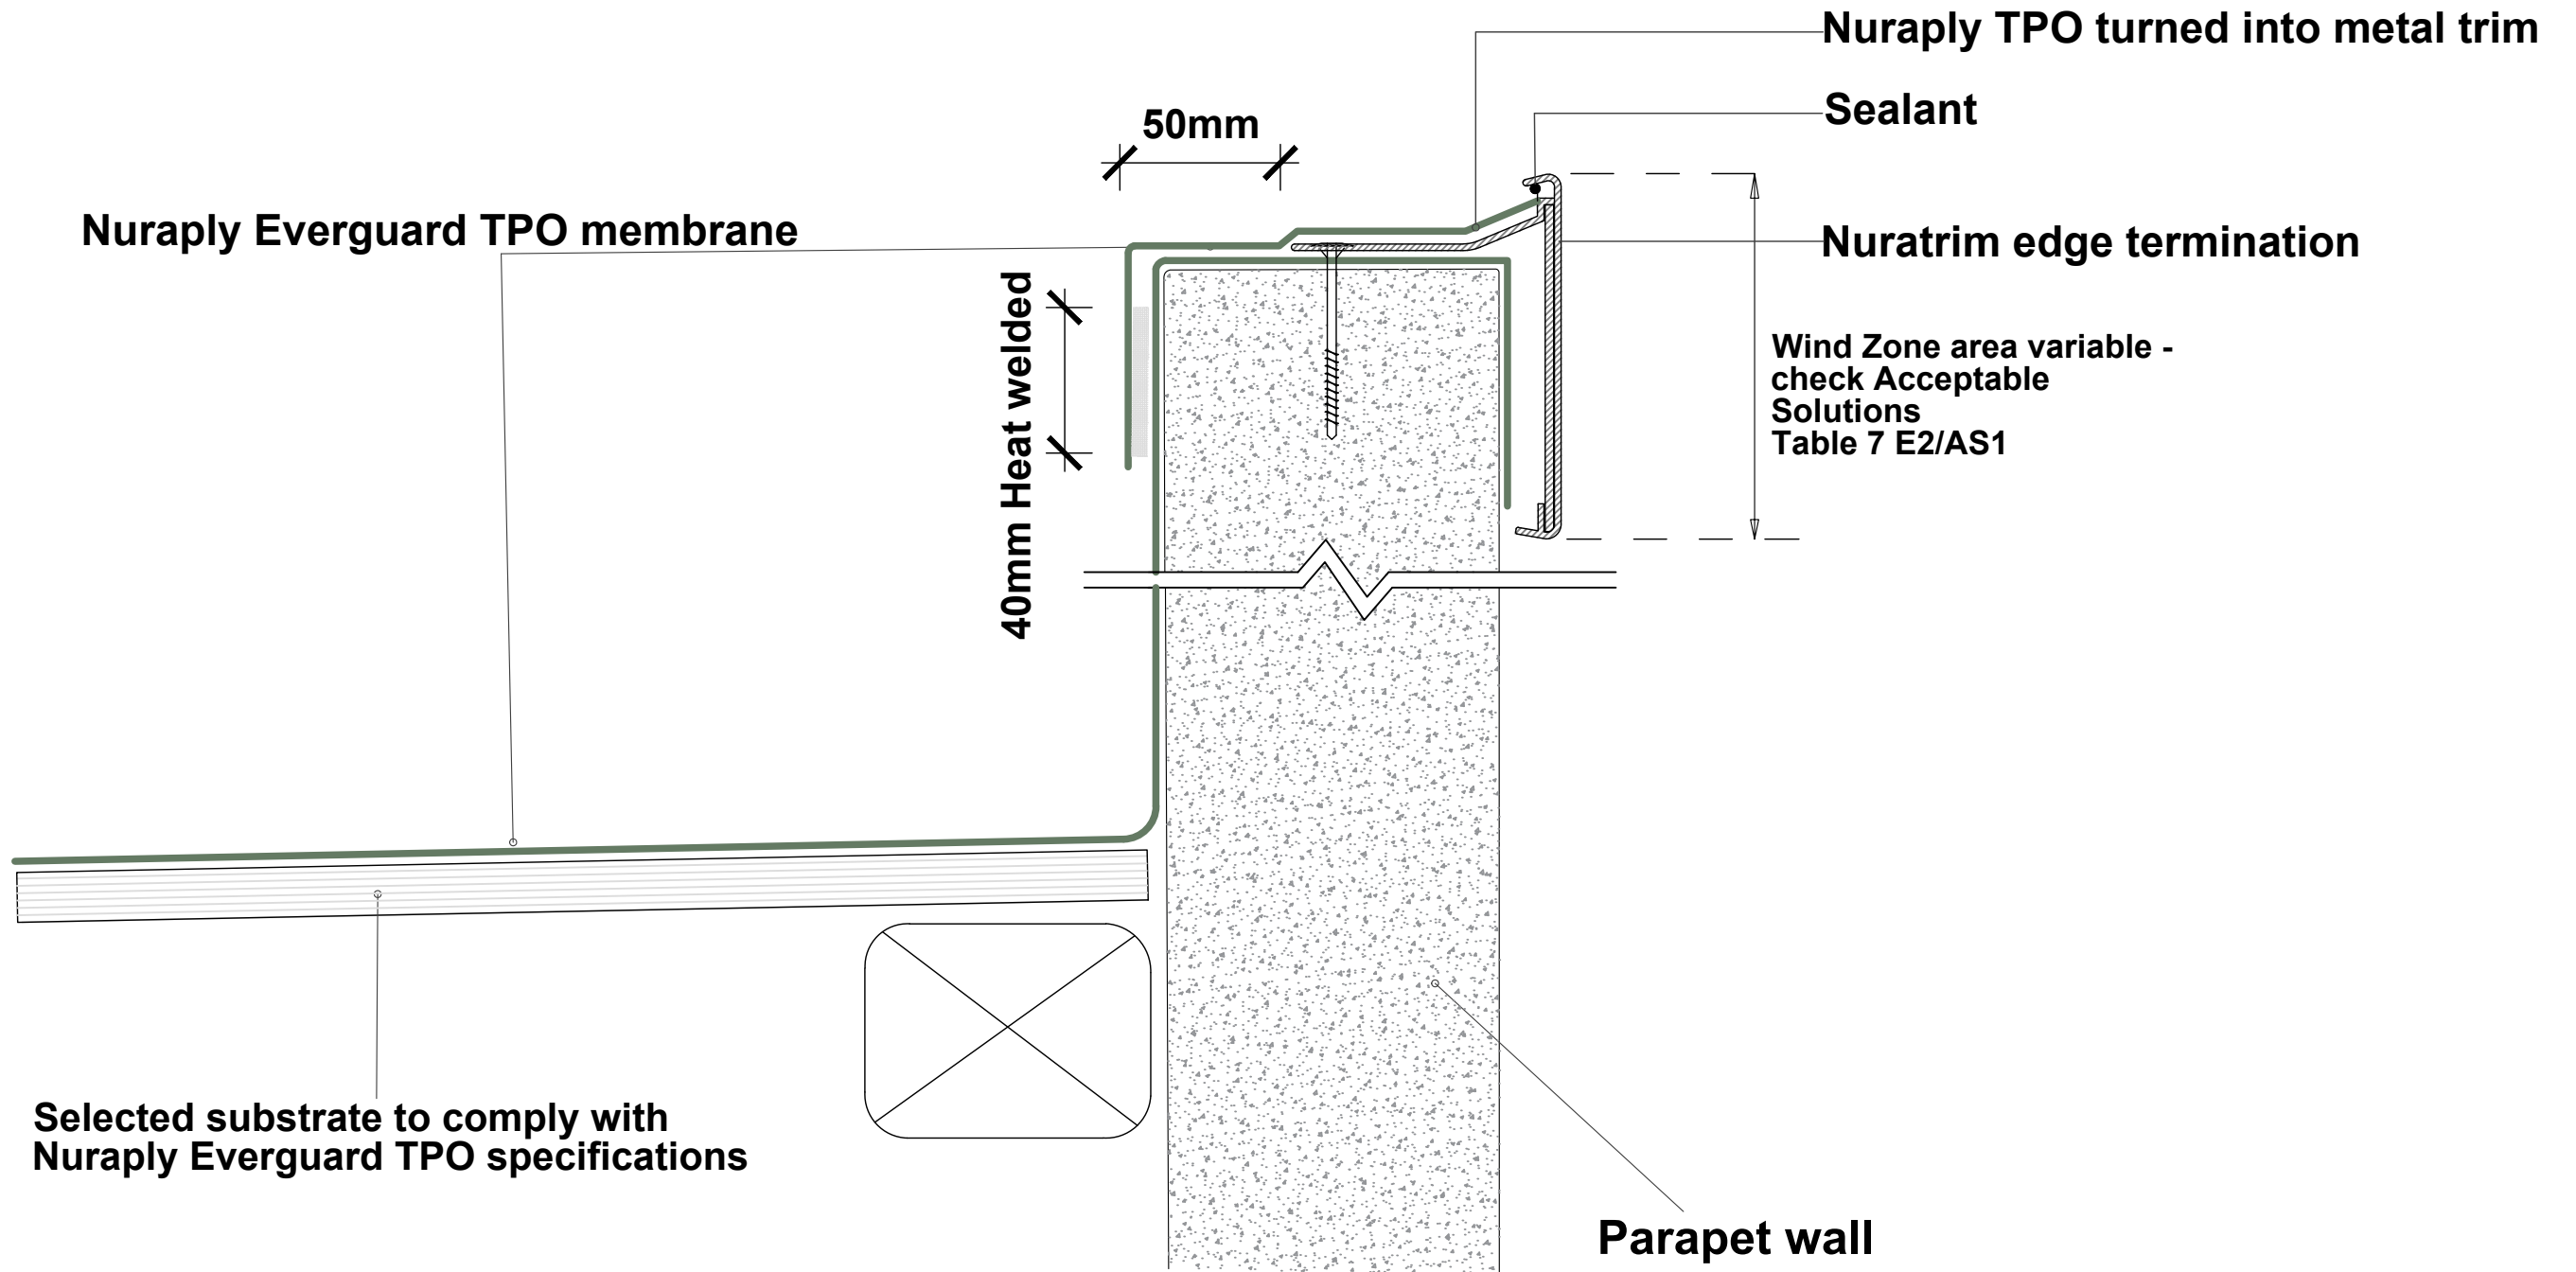 Nuraply TPO turned into metal trim
Sealant
50mm
Nuraply Everguard TPO membrane
Nuratrim edge termination
40mm Heat welded
Wind Zone area variable -
check Acceptable
Solutions
Table 7 E2/AS1
Selected substrate to comply with
Nuraply Everguard TPO specifications
Parapet wall